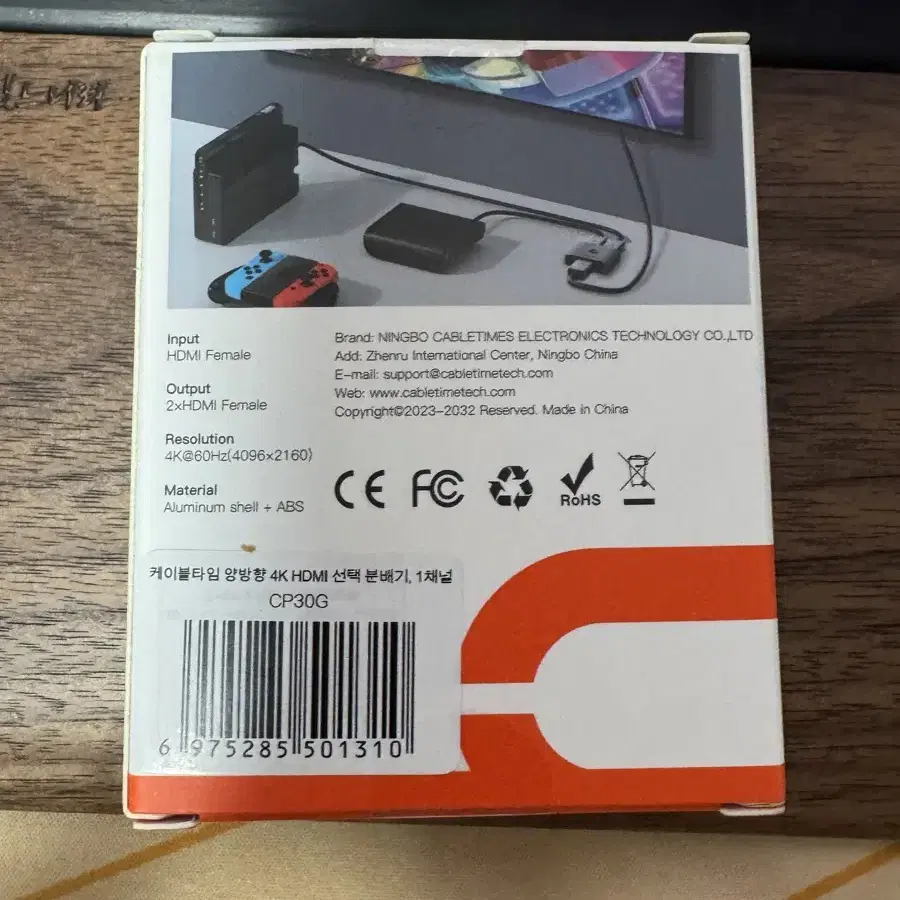 Input
HDMI Female
Output
2xHDMI Female
Resolution
4K@60Hz(4096×2160)
Material
Aluminum shell + ABS
Brand: NINGBO CABLETIMES ELECTRONICS TECHNOLOGY CO.,LTD
Add: Zhenru International Center, Ningbo China
E-mail: support@cabletimetech.com
Web: www.cabletimetech.com
Copyright©2023-2032 Reserved. Made in China
CE FC RoHS
케이블타임 양방향 4K HDMI 선택 분배기, 1채널
CP30G
6 975285 501310